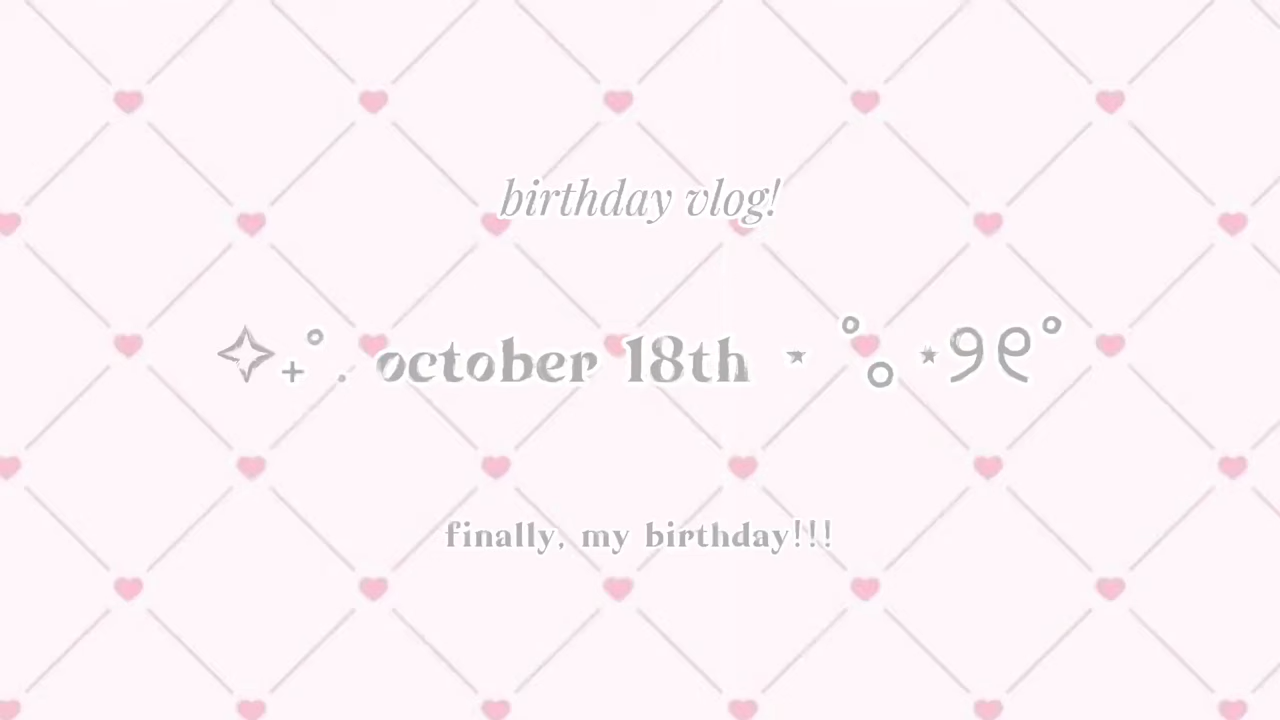 birthday vlog!
✧₊˚. october 18th ⋆ ˚。⋆୨୧˚
finally, my birthday!!!